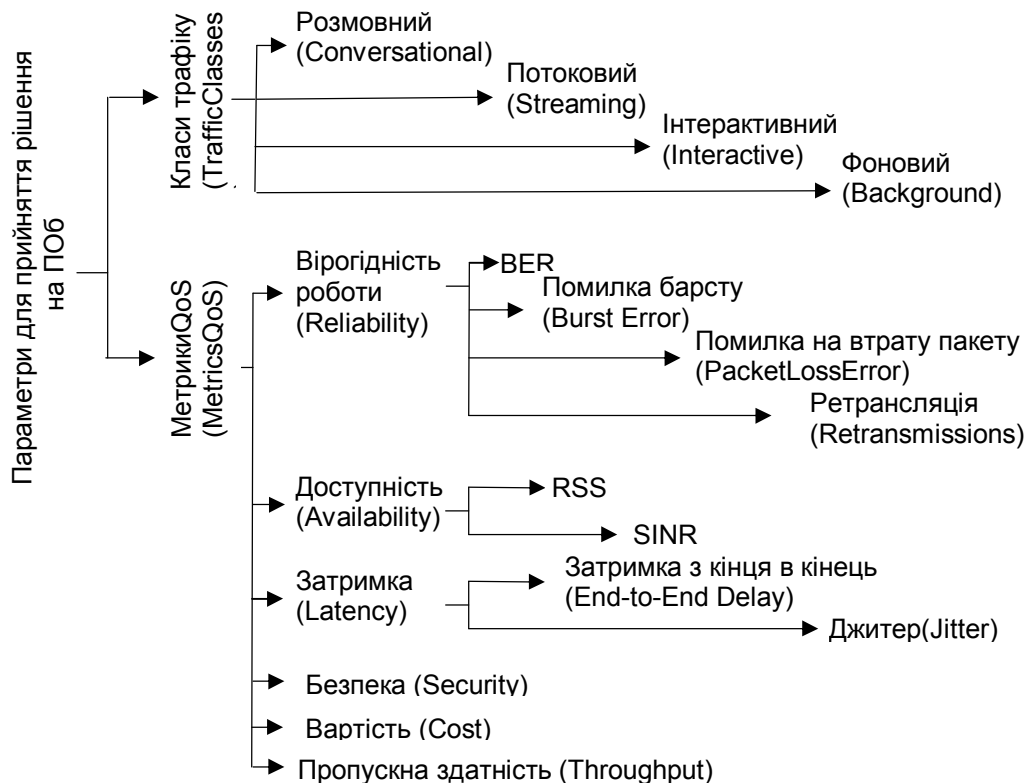 Параметри для прийняття рішення
на ПОб
Класи трафіку
(TrafficClasses
Розмовний
(Conversational)
Потоковий
(Streaming)
Інтерактивний
(Interactive)
Фоновий
(Background)
МетрикиQoS
(MetricsQoS)
Вірогідність
роботи
(Reliability)
BER
Помилка барсту
(Burst Error)
Помилка на втрату пакету
(PacketLossError)
Ретрансляція
(Retransmissions)
Доступність
(Availability)
RSS
SINR
Затримка
(Latency)
Затримка з кінця в кінець
(End-to-End Delay)
Джитер(Jitter)
Безпека (Security)
Вартість (Cost)
Пропускна здатність (Throughput)